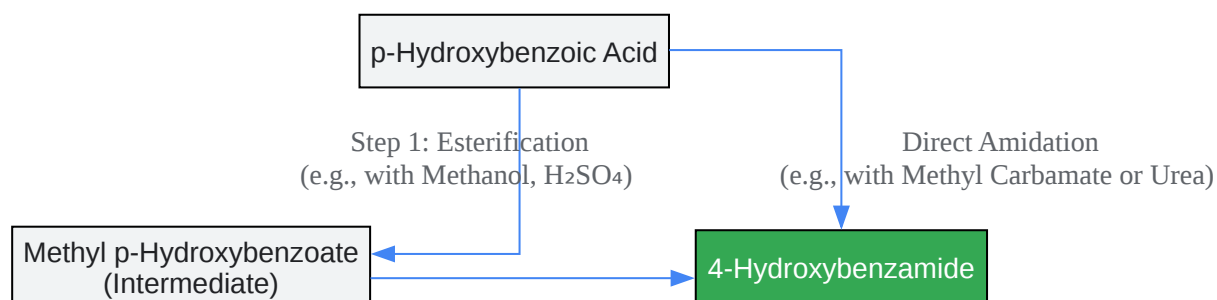 p-Hydroxybenzoic Acid
Step 1: Esterification
(e.g., with Methanol, H₂SO₄)
Direct Amidation
(e.g., with Methyl Carbamate or Urea)
Methyl p-Hydroxybenzoate
(Intermediate)
4-Hydroxybenzamide